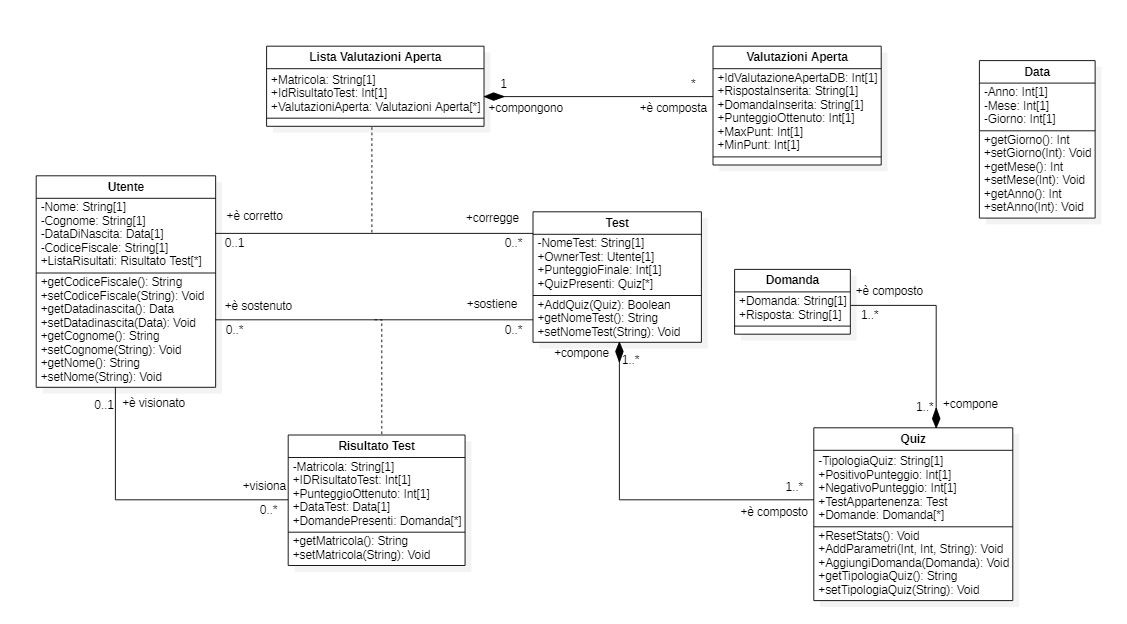 Lista Valutazioni Aperta
+Matricola: String[1]
+IdRisultatoTest: Int[1]
+ValutazioniAperta: Valutazioni Aperta[*]
1
+compongono
*
+è composta
Valutazioni Aperta
+IdValutazioneApertaDB: Int[1]
+RispostaInserita: String[1]
+DomandaInserita: String[1]
+PunteggioOttenuto: Int[1]
+MaxPunt: Int[1]
+MinPunt: Int[1]
Data
-Anno: Int[1]
-Mese: Int[1]
-Giorno: Int[1]
+getGiorno(): Int
+setGiorno(Int): Void
+getMese(): Int
+setMese(Int): Void
+getAnno(): Int
+setAnno(Int): Void
Utente
-Nome: String[1]
-Cognome: String[1]
-DataDiNascita: Data[1]
-CodiceFiscale: String[1]
+ListaRisultati: Risultato Test[*]
+getCodiceFiscale(): String
+setCodiceFiscale(String): Void
+getDatadinascita(): Data
+setDatadinascita(Data): Void
+getCognome(): String
+setCognome(String): Void
+getNome(): String
+setNome(String): Void
+è corretto
0..1
+corregge
0..*
+è sostenuto
0..*
+sostiene
0..*
Test
-NomeTest: String[1]
+OwnerTest: Utente[1]
+PunteggioFinale: Int[1]
+QuizPresenti: Quiz[*]
+AddQuiz(Quiz): Boolean
+getNomeTest(): String
+setNomeTest(String): Void
+compone
1..*
Domanda
+Domanda: String[1]
+Risposta: String[1]
+è composto
1..*
1..*
+compone
0..1
+è visionato
+visiona
0..*
Risultato Test
-Matricola: String[1]
+IDRisultatoTest: Int[1]
+PunteggioOttenuto: Int[1]
+DataTest: Data[1]
+DomandePresenti: Domanda[*]
+getMatricola(): String
+setMatricola(String): Void
1..*
+è composto
Quiz
-TipologiaQuiz: String[1]
+PositivoPunteggio: Int[1]
+NegativoPunteggio: Int[1]
+TestAppartenenza: Test
+Domande: Domanda[*]
+ResetStats(): Void
+AddParametri(Int, Int, String): Void
+AggiungiDomanda(Domanda): Void
+getTipologiaQuiz(): String
+setTipologiaQuiz(String): Void